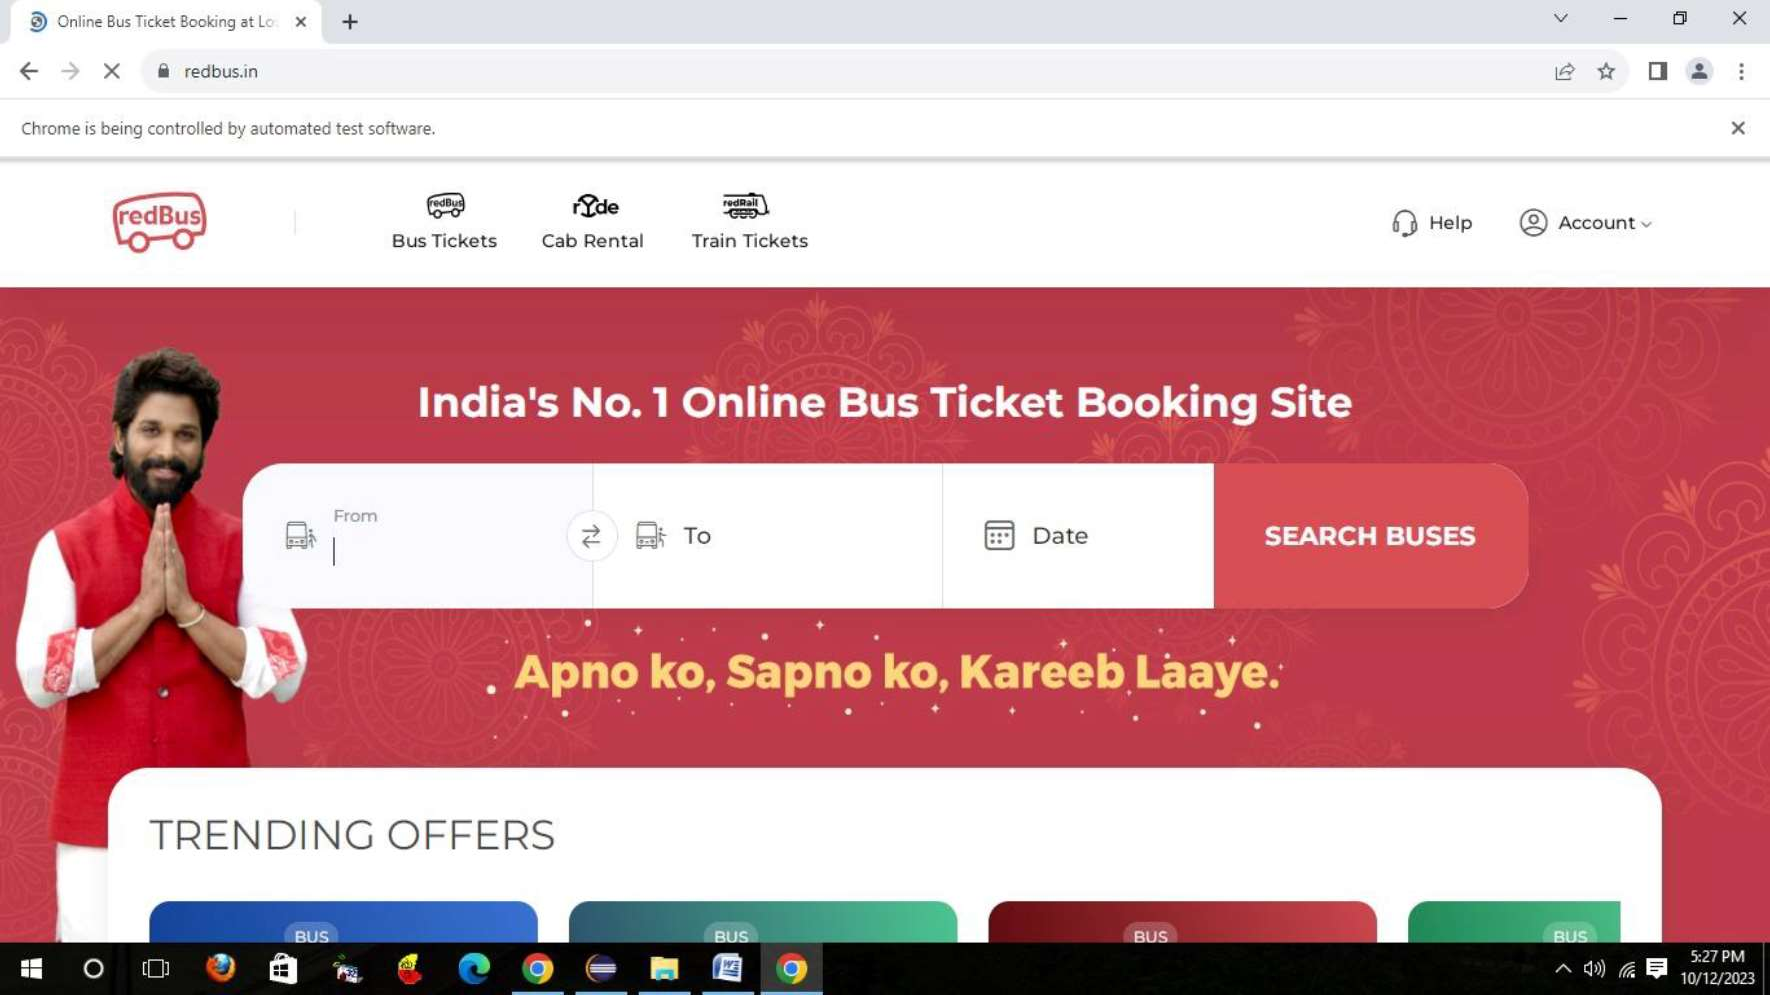 Online Bus Ticket Booking at Lo
redbus.in
Chrome is being controlled by automated test software.
redBus
redBus
Bus Tickets
rYde
Cab Rental
redRail
Train Tickets
Help
Account
India's No. 1 Online Bus Ticket Booking Site
From
To
Date
SEARCH BUSES
Apno ko, Sapno ko, Kareeb Laaye.
TRENDING OFFERS
BUS
BUS
BUS
BUS
5:27 PM
10/12/2023